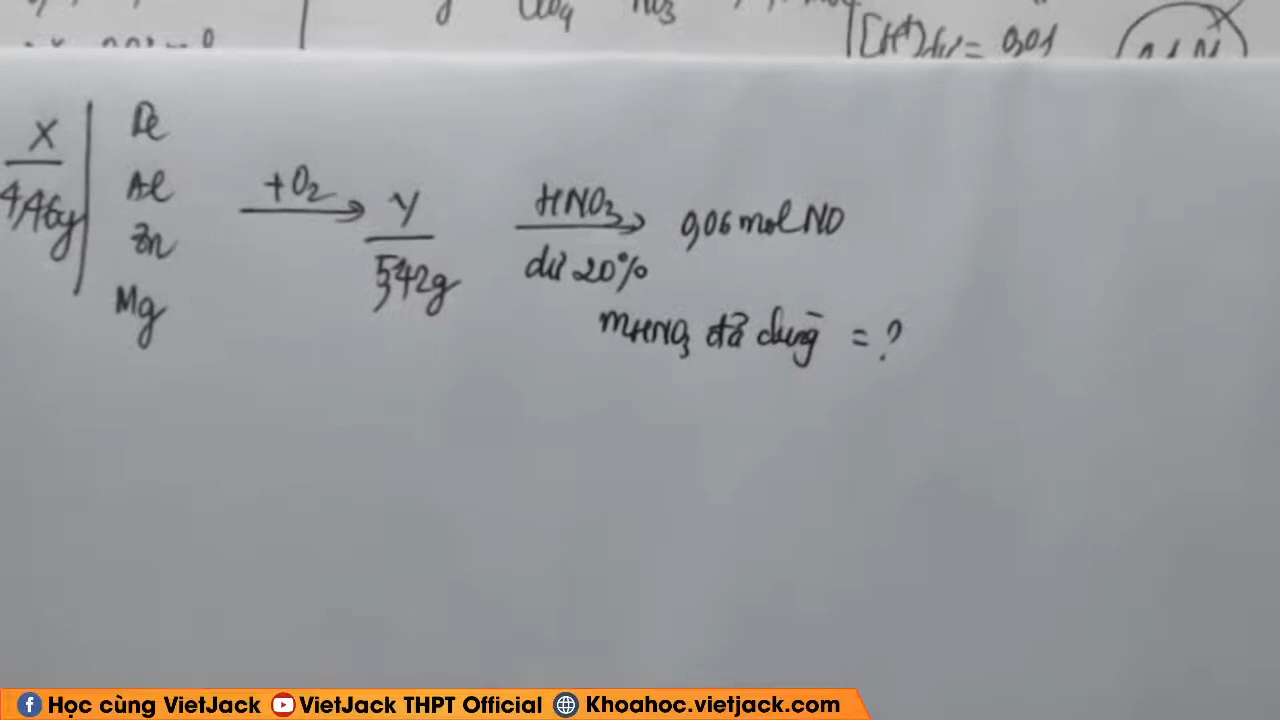 [H⁺]dư = 0,01
X
4,46g
Fe
Al
Zn
Mg
+O₂
Y
5,42g
HNO₃
dư 20%
0,06 mol NO
mHNO₃ đã dùng = ?
Học cùng VietJack VietJack THPT Official Khoahoc.vietjack.com